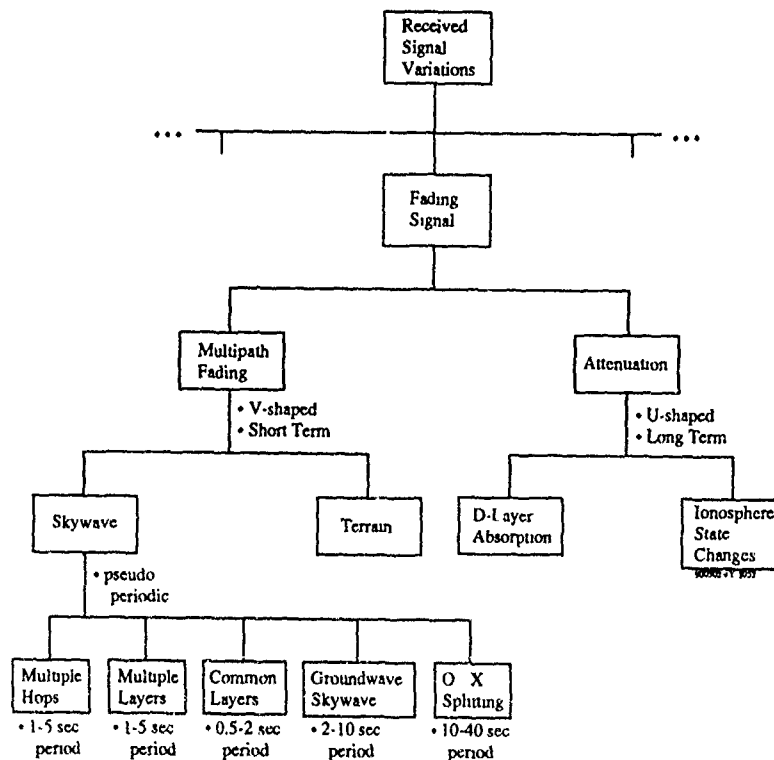 Received
Signal
Variations
Fading
Signal
Multipath
Fading
Attenuation
• V-shaped
• Short Term
• U-shaped
• Long Term
Skywave
Terrain
D-Layer
Absorption
Ionosphere
State
Changes
• pseudo
periodic
Multiple
Hops
Multiple
Layers
Common
Layers
Groundwave
Skywave
O X
Splitting
• 1-5 sec
period
• 1-5 sec
period
• 0.5-2 sec
period
• 2-10 sec
period
• 10-40 sec
period